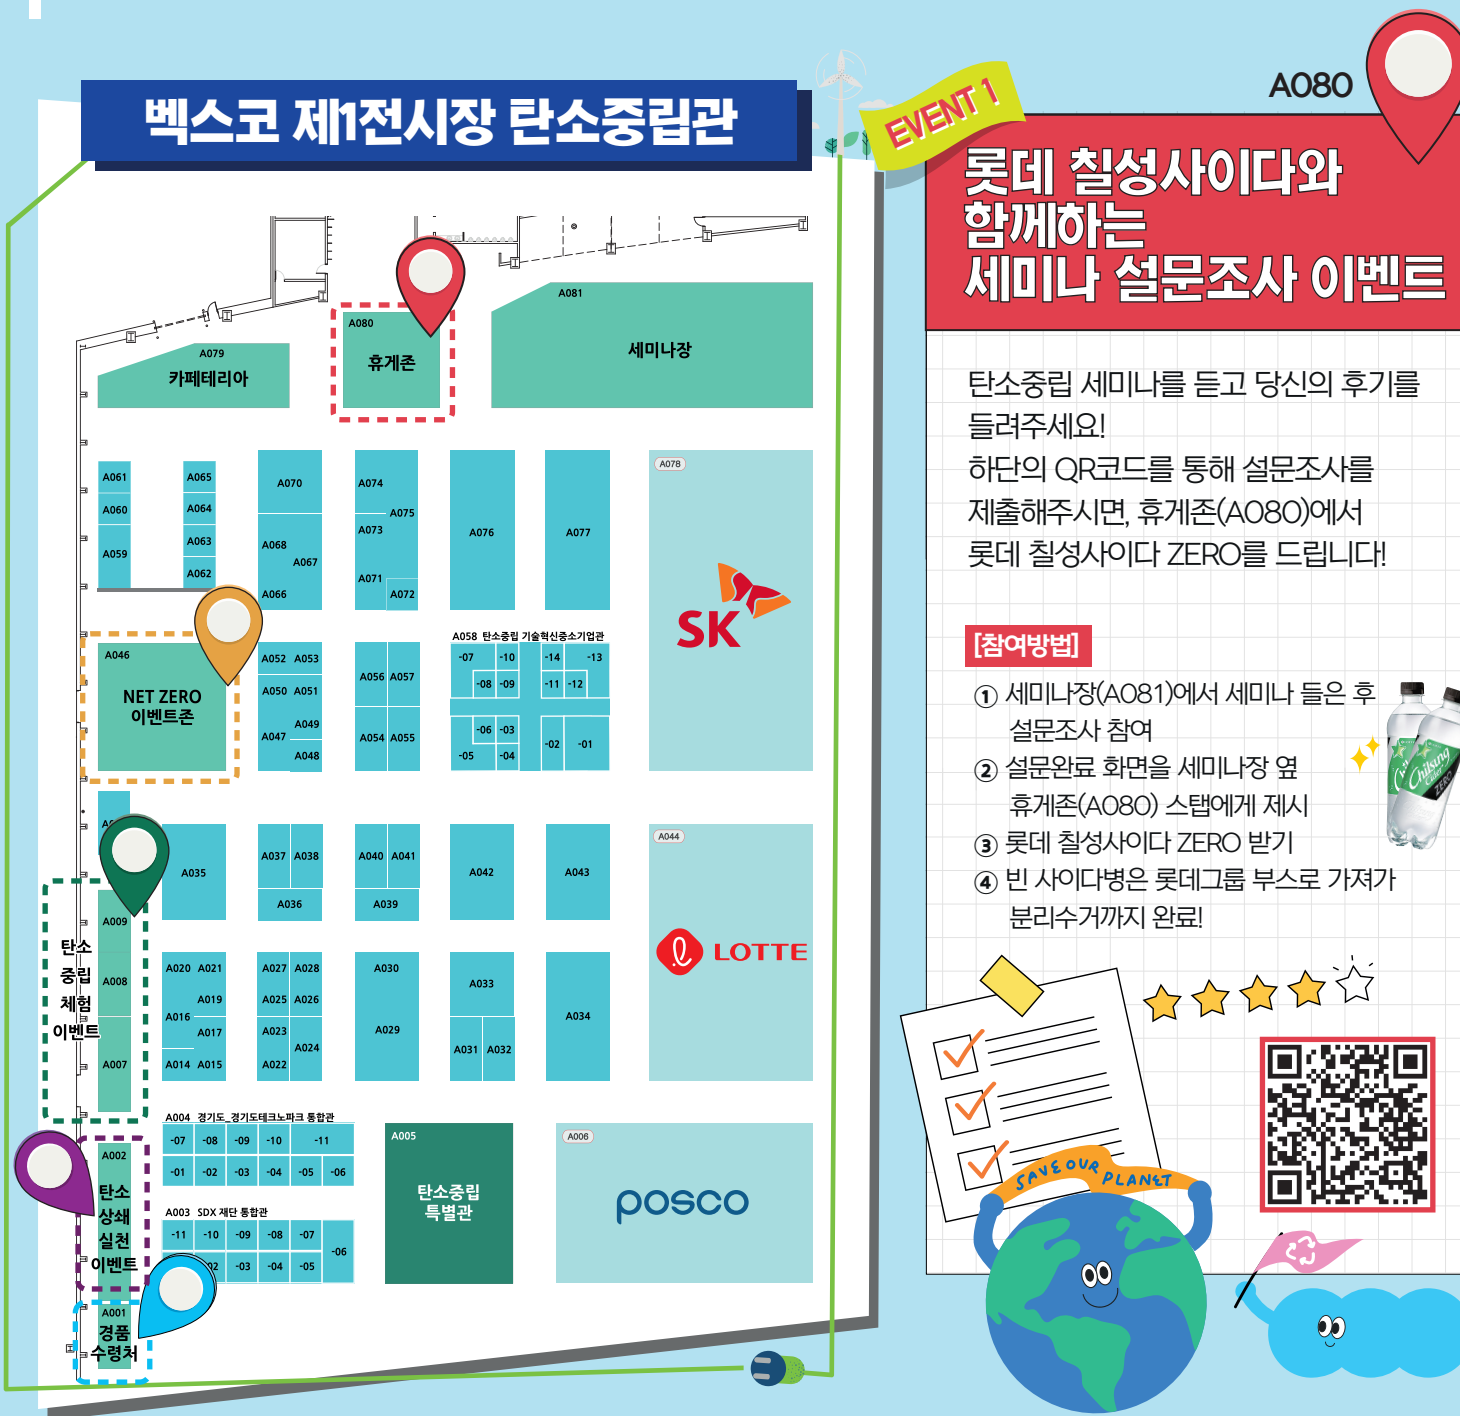 벡스코 제1전시장 탄소중립관
A081
세미나장
A080
휴게존
A079
카페테리아
A061
A060
A059
A065
A064
A063
A062
A070
A068
A067
A066
A074
A075
A073
A071
A072
A076
A077
A078
SK
A046
NET ZERO
이벤트존
A052 A053
A050 A051
A049
A047
A048
A056 A057
A054 A055
A058 탄소중립 기술혁신중소기업관
-07 -10 -14 -13
-08 -09 -11 -12
-06 -03
-02 -01
-05 -04
A035
A037 A038
A036
A040 A041
A039
A042
A043
A044
LOTTE
A009
A008
A007
탄소
중립
체험
이벤트
A020 A021
A019
A016
A017
A014 A015
A027 A028
A025 A026
A023
A024
A022
A030
A029
A033
A031 A032
A034
A004 경기도_경기도테크노파크 통합관
-07 -08 -09 -10 -11
-01 -02 -03 -04 -05 -06
A003 SDX 재단 통합관
-11 -10 -09 -08 -07
-06
02 -03 -04 -05
A005
탄소중립
특별관
A006
posco
A002
탄소
상쇄
실천
이벤트
A001
경품
수령처
EVENT 1
A080
롯데 칠성사이다와
함께하는
세미나 설문조사 이벤트
탄소중립 세미나를 듣고 당신의 후기를
들려주세요!
하단의 QR코드를 통해 설문조사를
제출해주시면, 휴게존(A080)에서
롯데 칠성사이다 ZERO를 드립니다!
[참여방법]
① 세미나장(A081)에서 세미나 들은 후
설문조사 참여
② 설문완료 화면을 세미나장 옆
휴게존(A080) 스탭에게 제시
③ 롯데 칠성사이다 ZERO 받기
④ 빈 사이다병은 롯데그룹 부스로 가져가
분리수거까지 완료!
Chilsung
ZERO
SAVE OUR PLANET